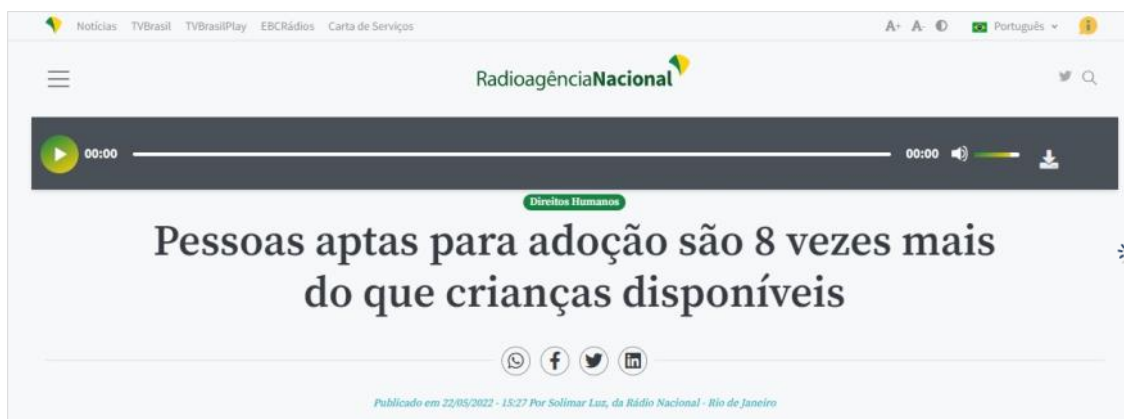 Notícias TVBrasil TVBrasilPlay EBCRádios Carta de Serviços A+ A- Português
RadioagênciaNacional
00:00 00:00
Direitos Humanos
Pessoas aptas para adoção são 8 vezes mais
do que crianças disponíveis
Publicado em 22/05/2022 - 15:27 Por Solimar Luz, da Rádio Nacional - Rio de Janeiro